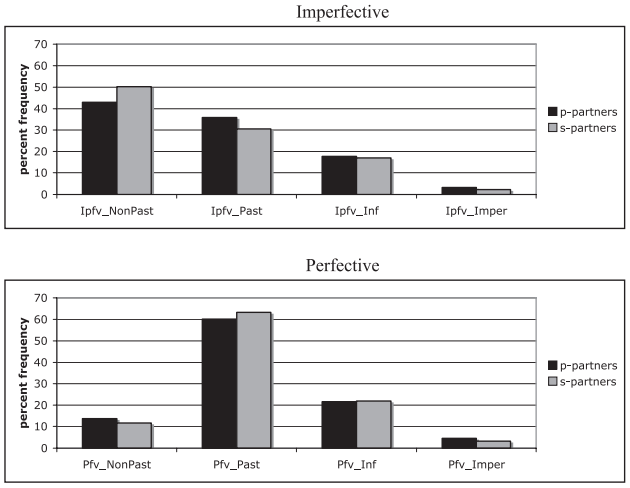 Imperfective
percent frequency
70
60
50
40
30
20
10
0
Ipfv_NonPast Ipfv_Past Ipfv_Inf Ipfv_Imper
p-partners
s-partners
Perfective
percent frequency
70
60
50
40
30
20
10
0
Pfv_NonPast Pfv_Past Pfv_Inf Pfv_Imper
p-partners
s-partners